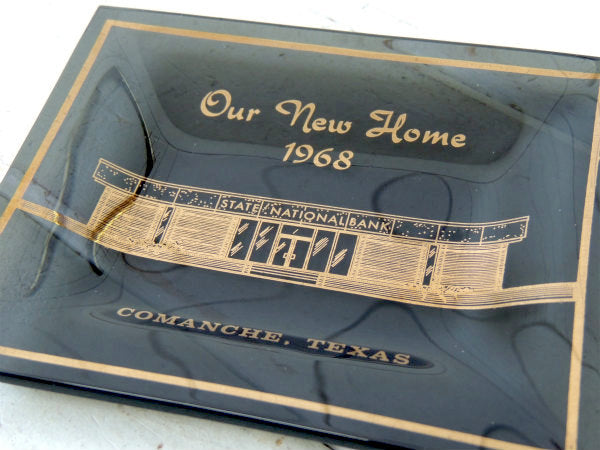 Our New Home
1968
STATE NATIONAL BANK
COMANCHE, TEXAS